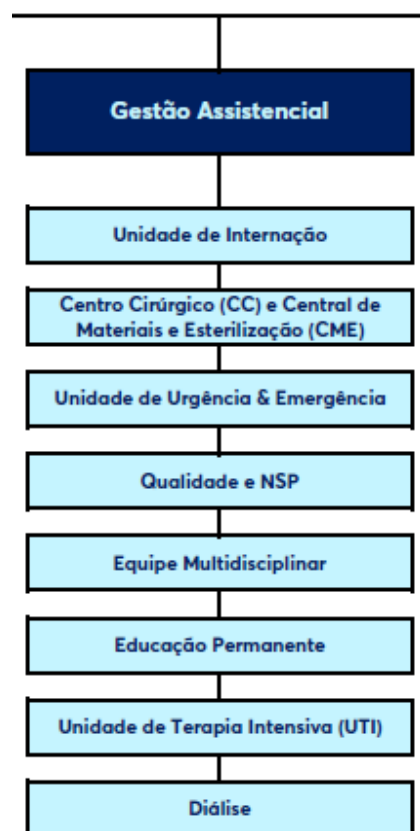 Gestão Assistencial
Unidade de Internação
Centro Cirúrgico (CC) e Central de
Materiais e Esterilização (CME)
Unidade de Urgência & Emergência
Qualidade e NSP
Equipe Multidisciplinar
Educação Permanente
Unidade de Terapia Intensiva (UTI)
Diálise